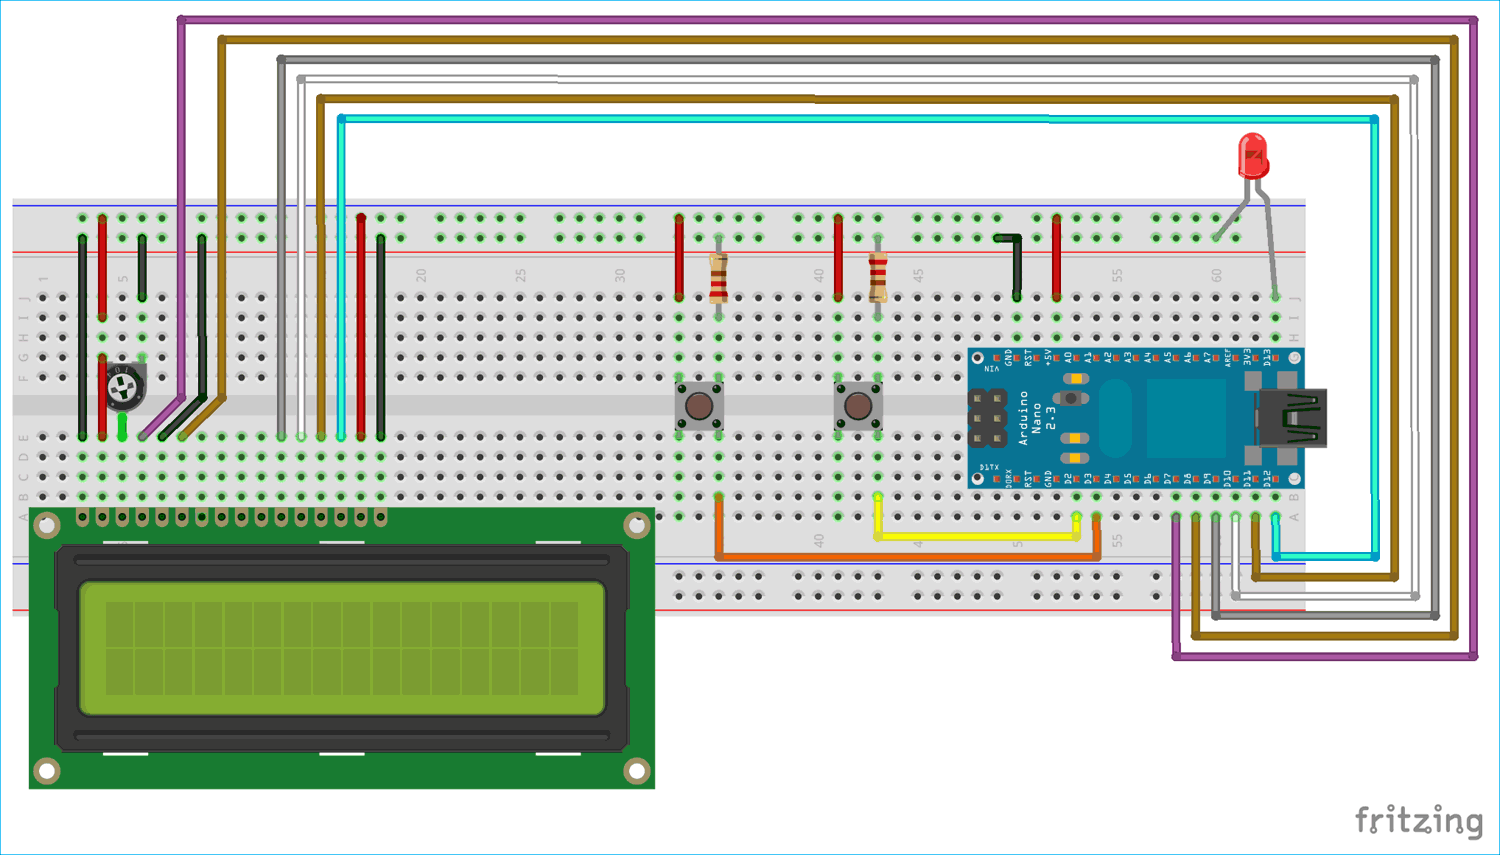 1
5
20
25
30
40
45
55
60
J
I
H
G
F
J
I
H
GND
RST
+5V
A0
A1
A2
A3
A4
A5
A6
A7
AREF
3V3
D13
VIN
Arduino
Nano
2.3
D1TX
D0RX
RST
GND
D2
D3
D4
D5
D6
D7
D8
D9
D10
D11
D12
E
D
C
B
A
B
A
40
4
5
55
fritzing